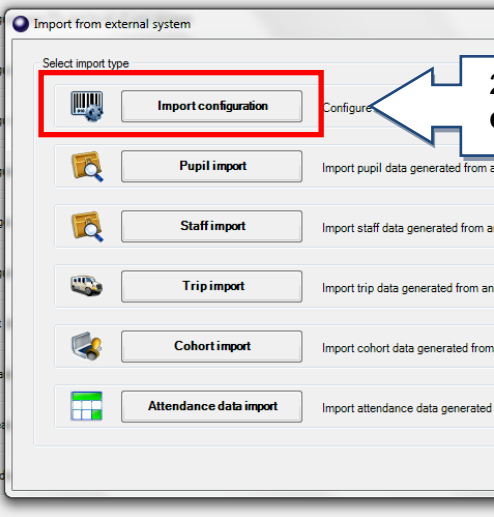 Import from external system
Select import type
Import configuration
Configure
2
Pupil import
Import pupil data generated from
Staff import
Import staff data generated from
Trip import
Import trip data generated from an
Cohort import
Import cohort data generated from
Attendance data import
Import attendance data generated